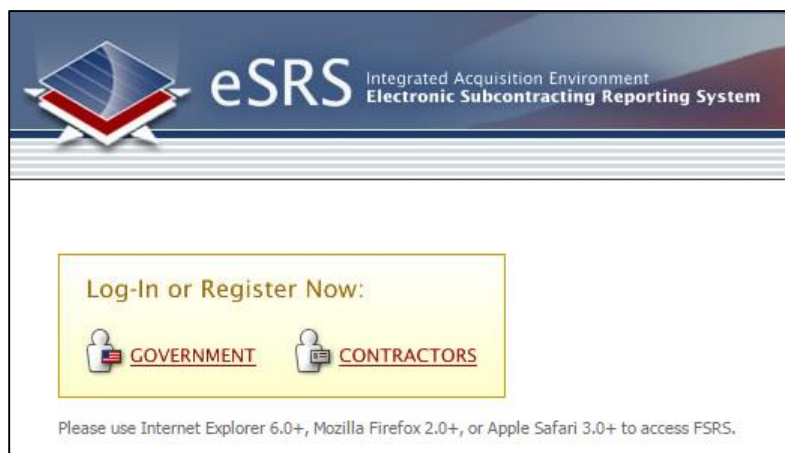 eSRS
Integrated Acquisition Environment
Electronic Subcontracting Reporting System
Log-In or Register Now:
GOVERNMENT CONTRACTORS
Please use Internet Explorer 6.0+, Mozilla Firefox 2.0+, or Apple Safari 3.0+ to access FSRS.